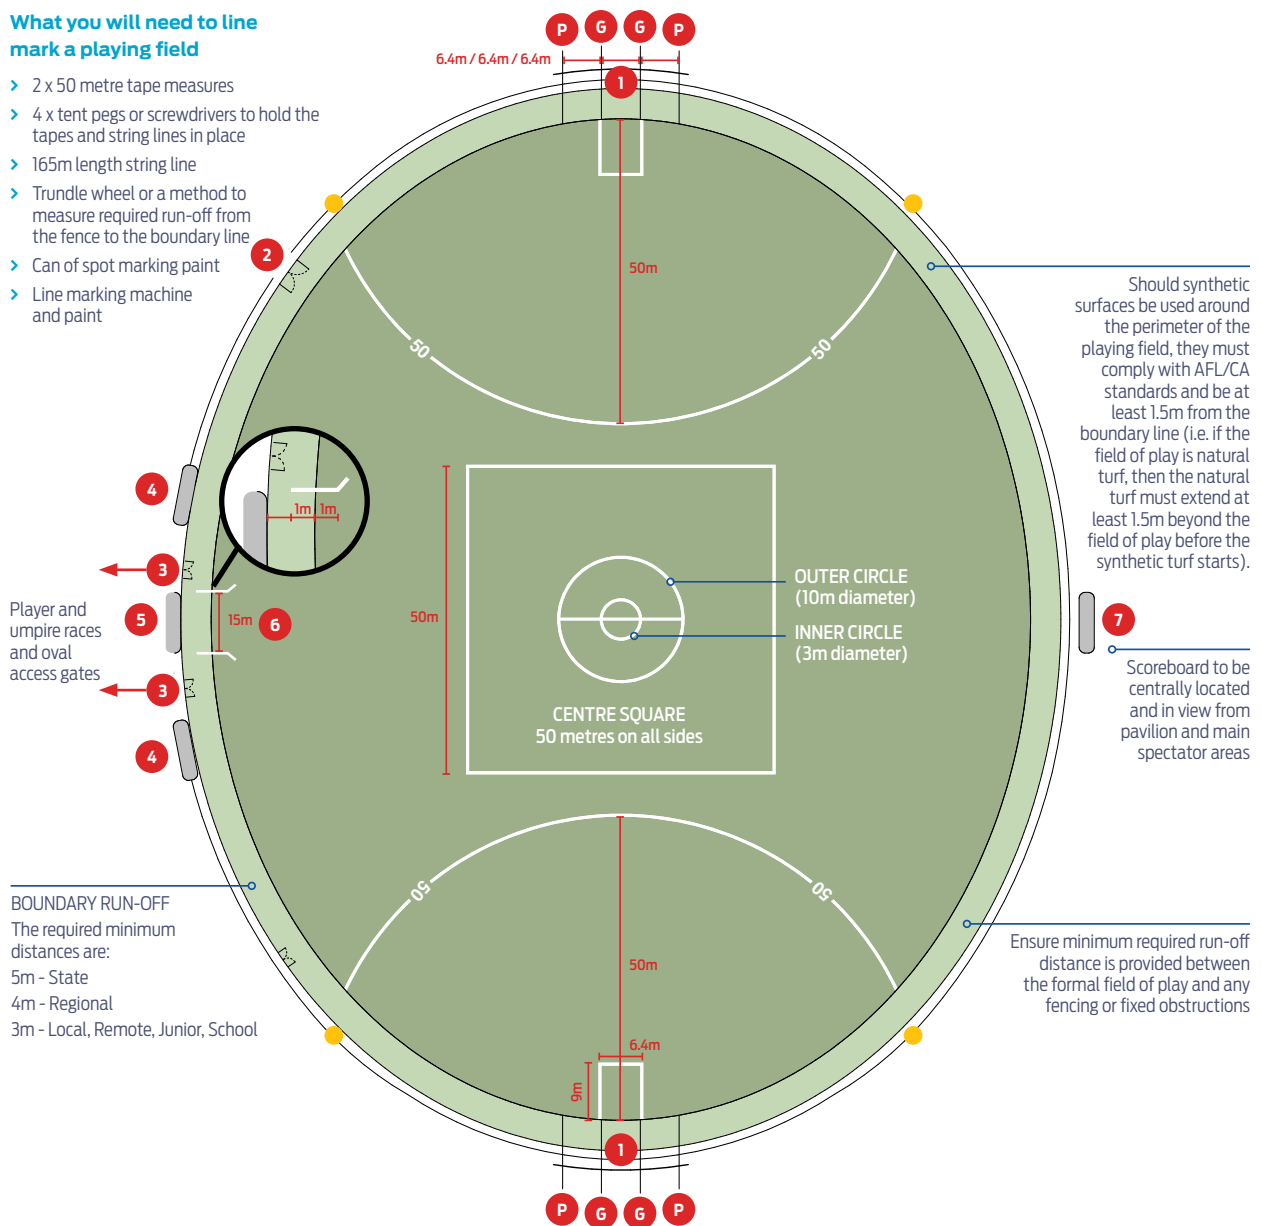 What you will need to line
mark a playing field
> 2 x 50 metre tape measures
> 4 x tent pegs or screwdrivers to hold the
tapes and string lines in place
> 165m length string line
> Trundle wheel or a method to
measure required run-off from
the fence to the boundary line
> Can of spot marking paint
> Line marking machine
and paint
P G G P
6.4m / 6.4m / 6.4m
1
2
50m
50
50
Should synthetic
surfaces be used around
the perimeter of the
playing field, they must
comply with AFL/CA
standards and be at
least 1.5m from the
boundary line (i.e. if the
field of play is natural
turf, then the natural
turf must extend at
least 1.5m beyond the
field of play before the
synthetic turf starts).
4
1m 1m
3
Player and
umpire races
and oval
access gates
5
15m
6
3
4
50m
OUTER CIRCLE
(10m diameter)
INNER CIRCLE
(3m diameter)
CENTRE SQUARE
50 metres on all sides
7
Scoreboard to be
centrally located
and in view from
pavilion and main
spectator areas
BOUNDARY RUN-OFF
The required minimum
distances are:
5m - State
4m - Regional
3m - Local, Remote, Junior, School
50
50
50m
Ensure minimum required run-off
distance is provided between
the formal field of play and any
fencing or fixed obstructions
6.4m
9m
1
P G G P